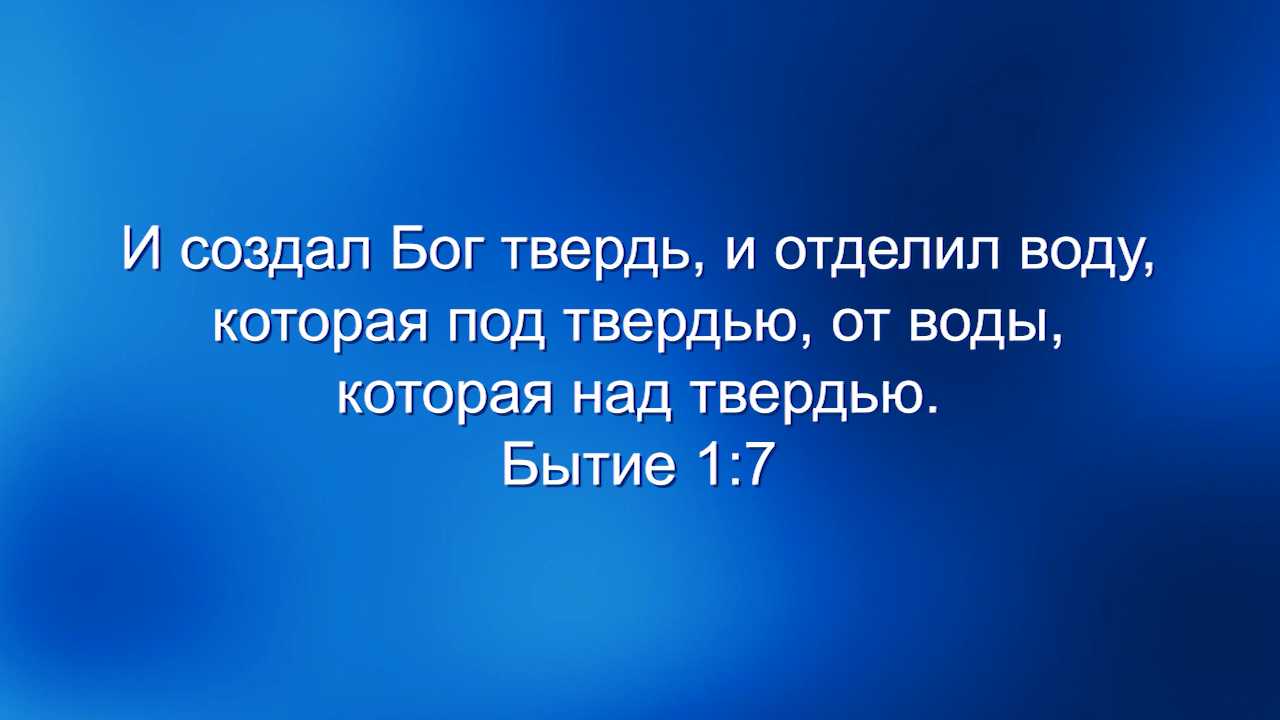 И создал Бог твердь, и отделил воду,
которая под твердью, от воды,
которая над твердью.
Бытие 1:7